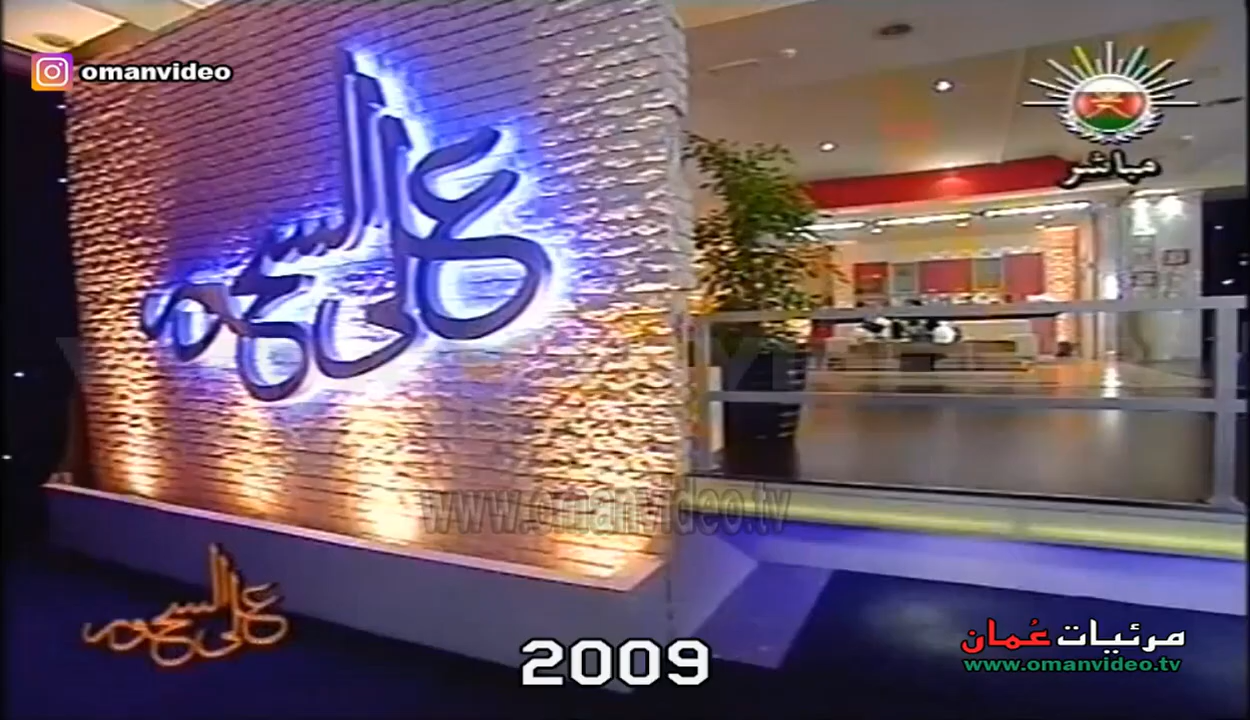 omanvideo
مباشر
على السحور
www.omanvideo.tv
على السحور
2009
مرئيات عُمان
www.omanvideo.tv